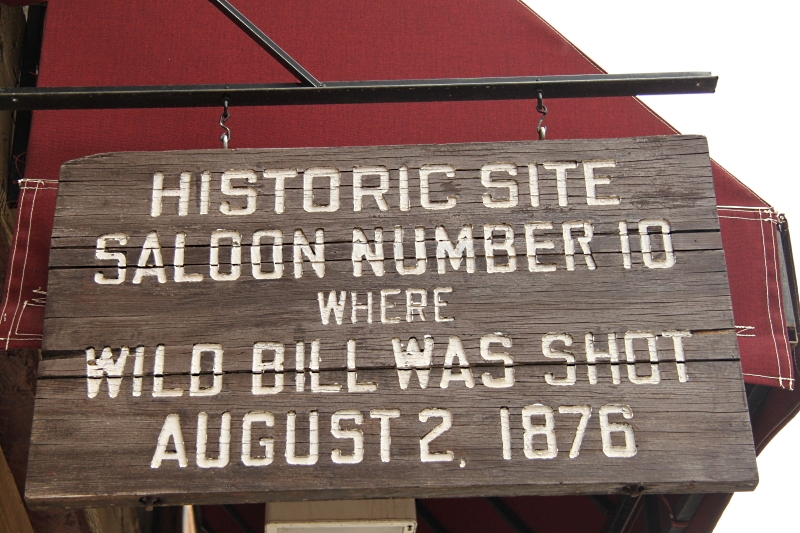 HISTORIC SITE
SALOON NUMBER 10
WHERE
WILD BILL WAS SHOT
AUGUST 2, 1876